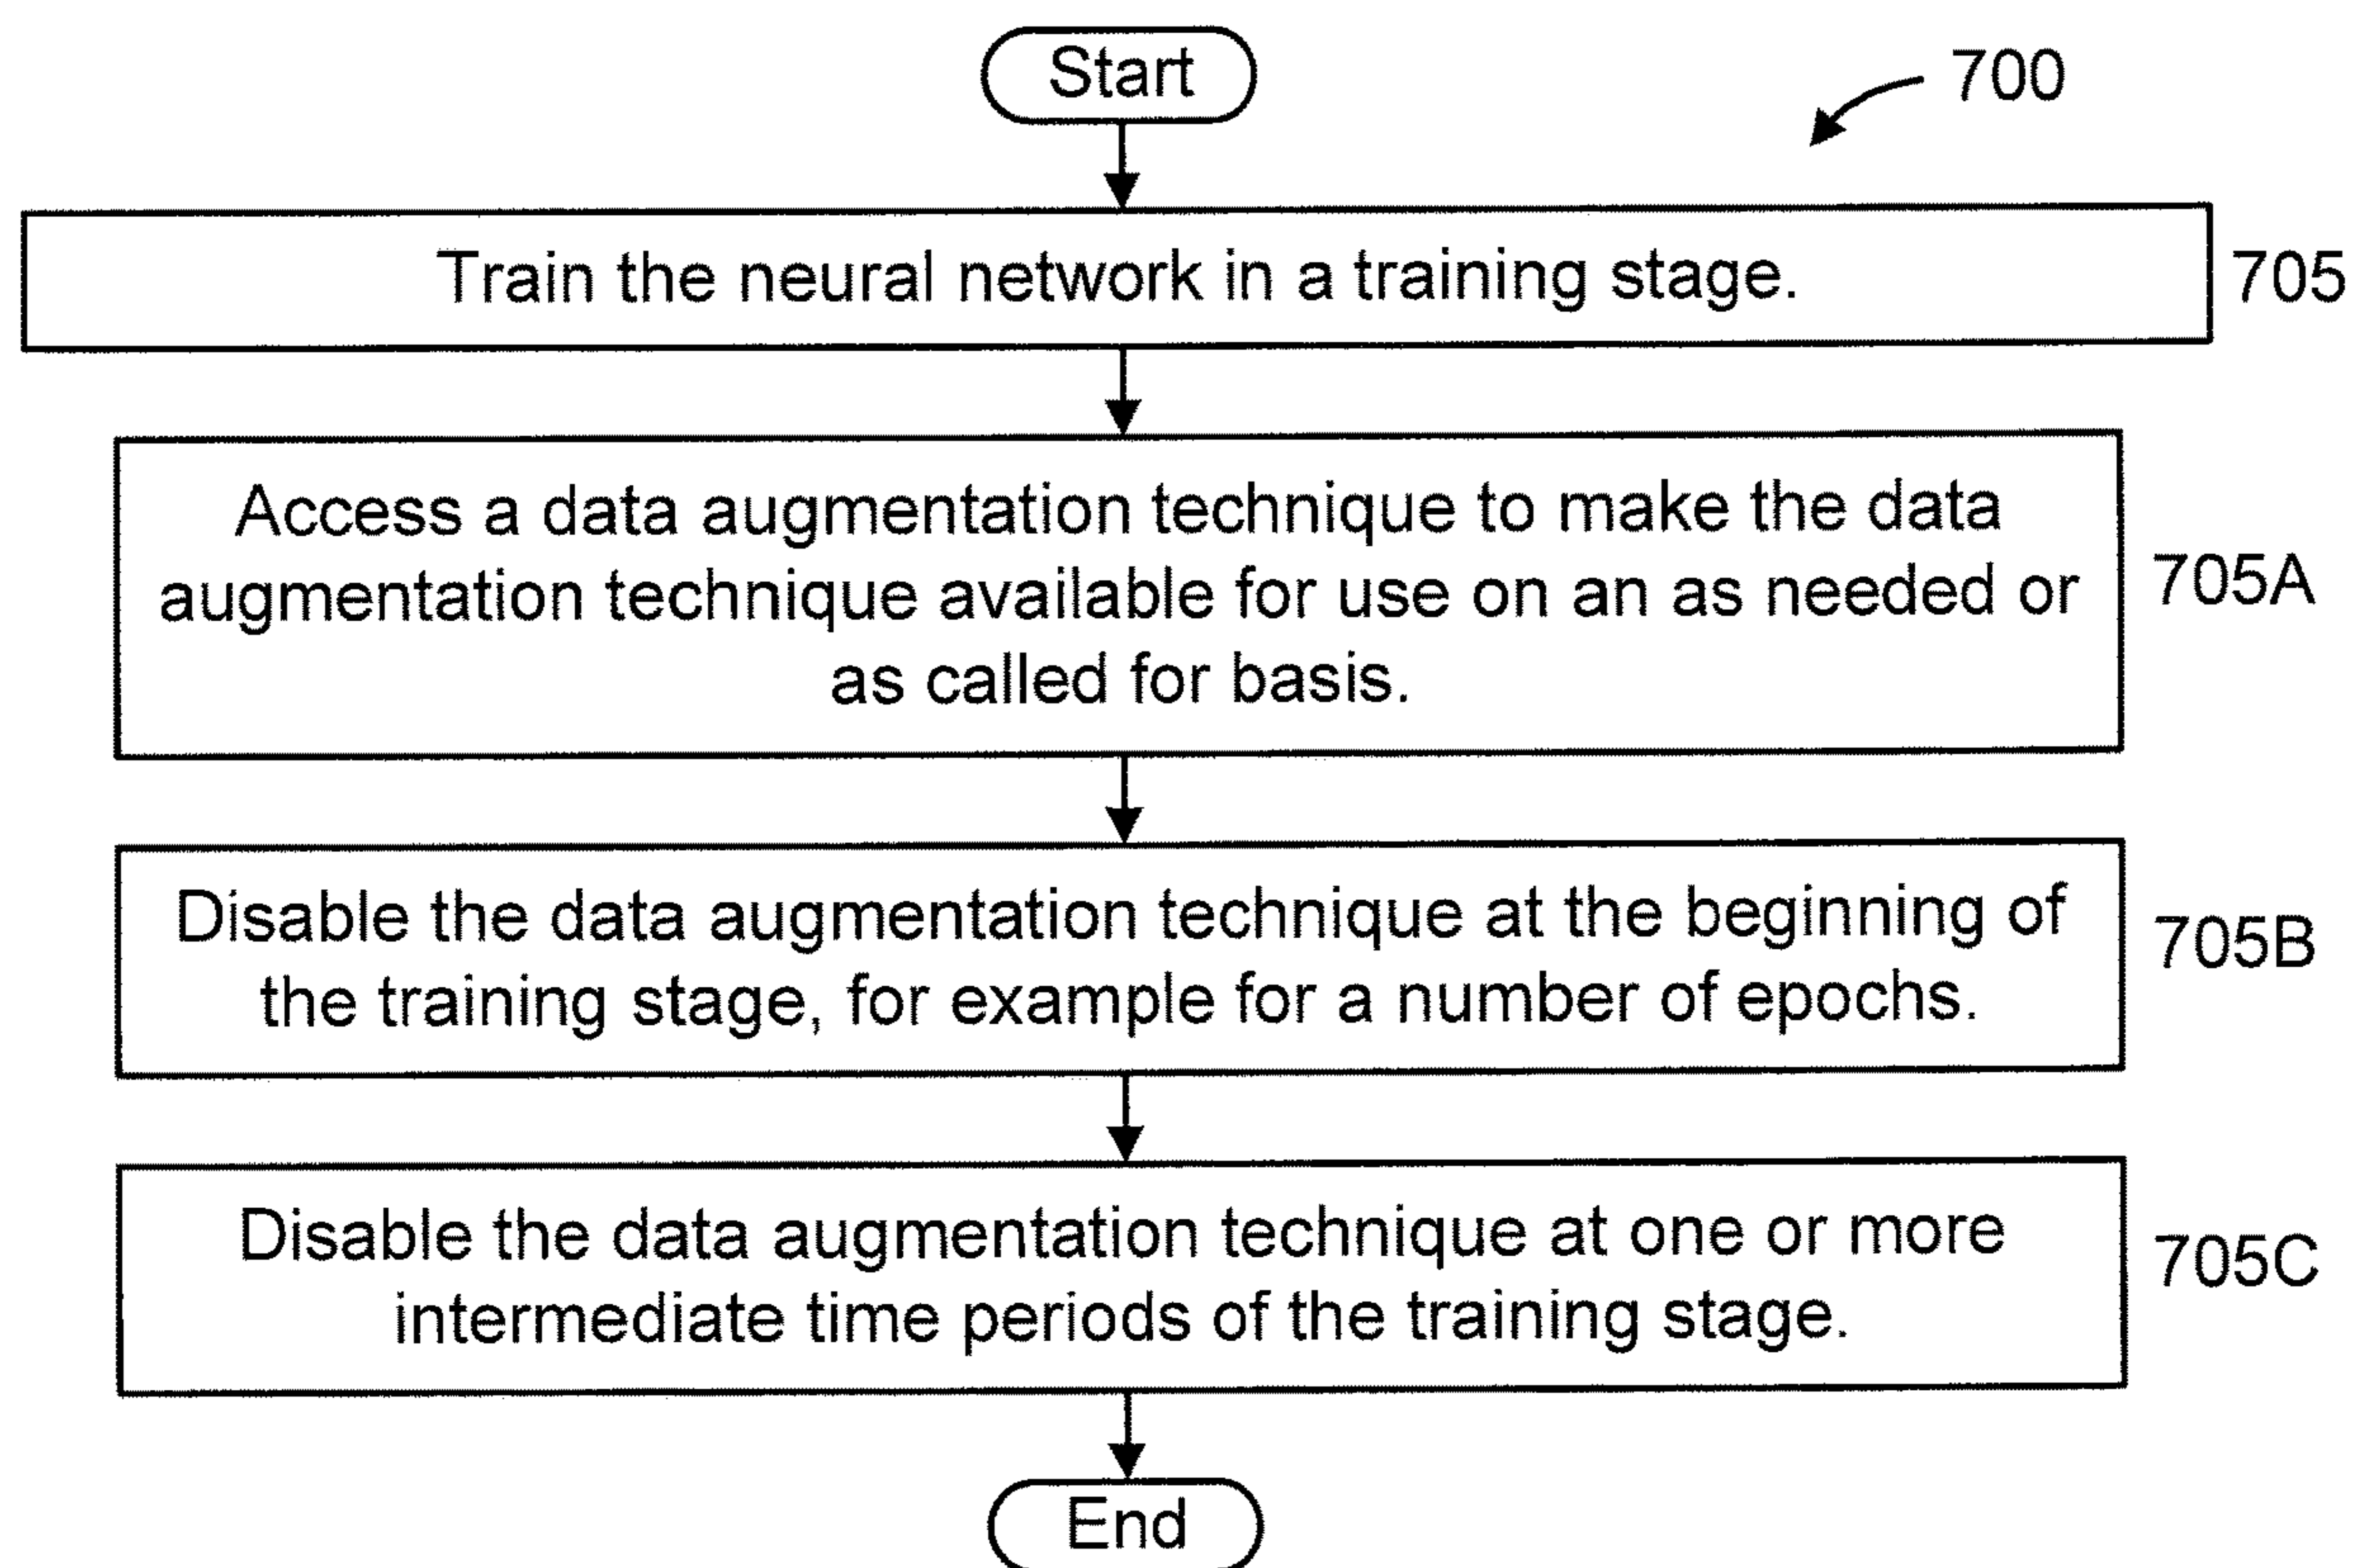 Start
700
Train the neural network in a training stage.
705
Access a data augmentation technique to make the data
augmentation technique available for use on an as needed or
as called for basis.
705A
Disable the data augmentation technique at the beginning of
the training stage, for example for a number of epochs.
705B
Disable the data augmentation technique at one or more
intermediate time periods of the training stage.
705C
End